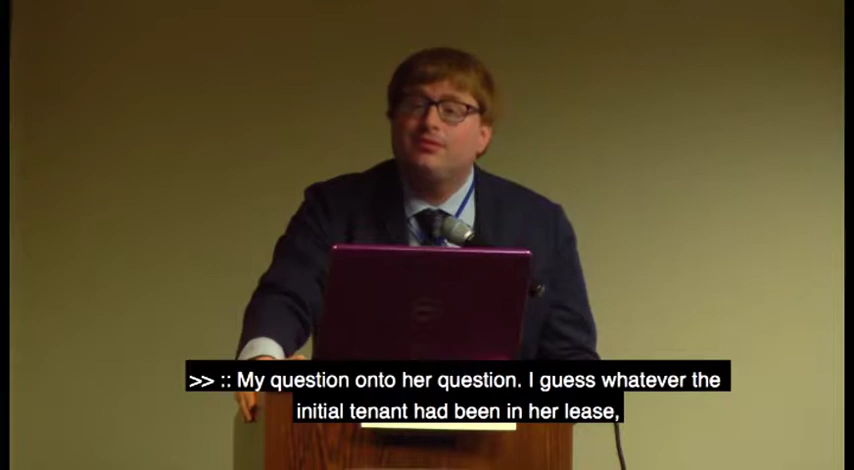 >> :: My question onto her question. I guess whatever the
initial tenant had been in her lease,